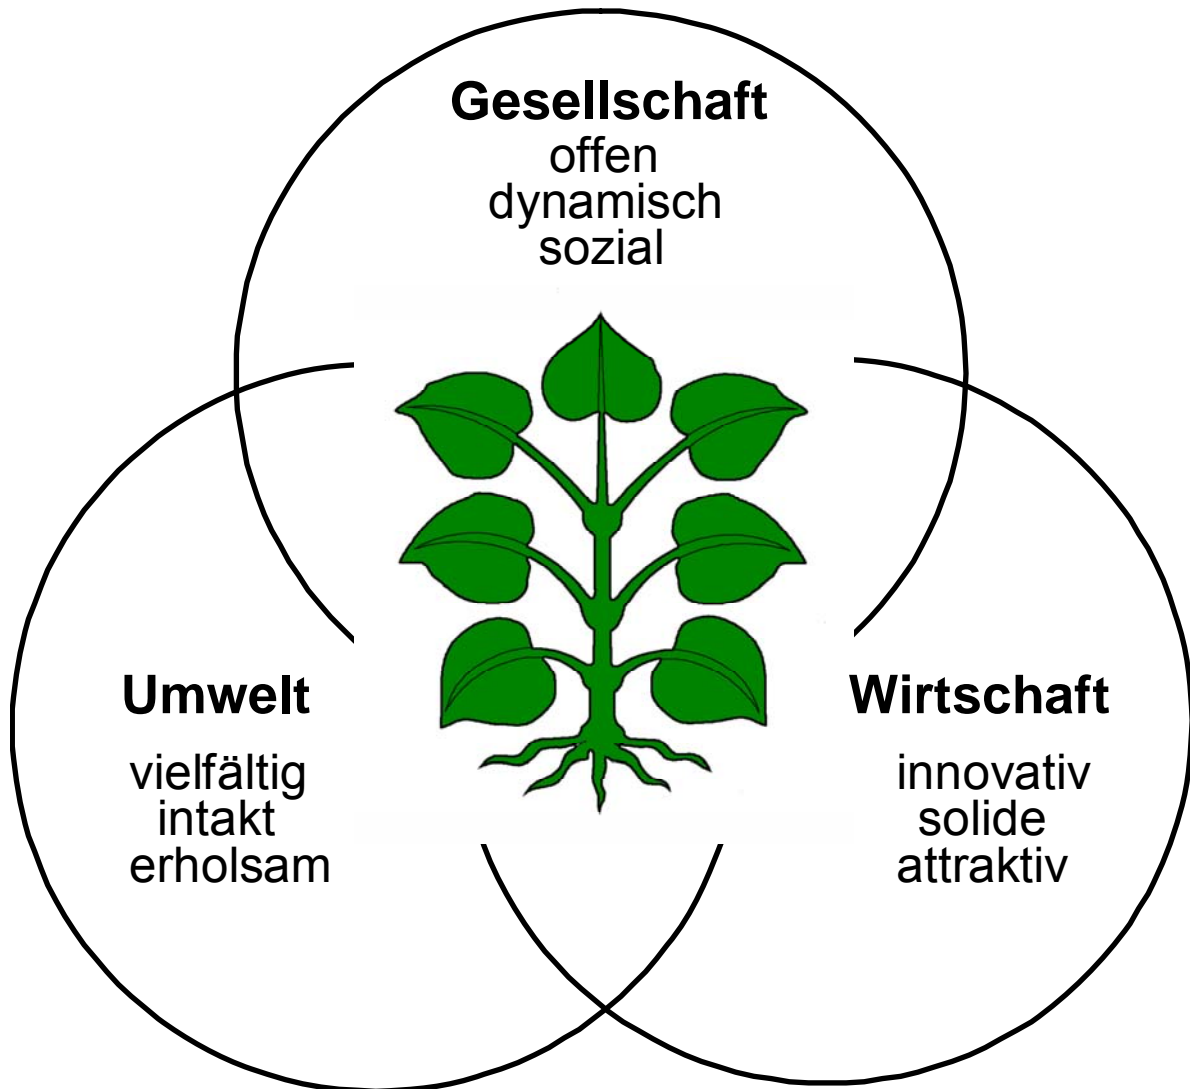 Gesellschaft
offen
dynamisch
sozial
Umwelt
vielfältig
intakt
erholsam
Wirtschaft
innovativ
solide
attraktiv